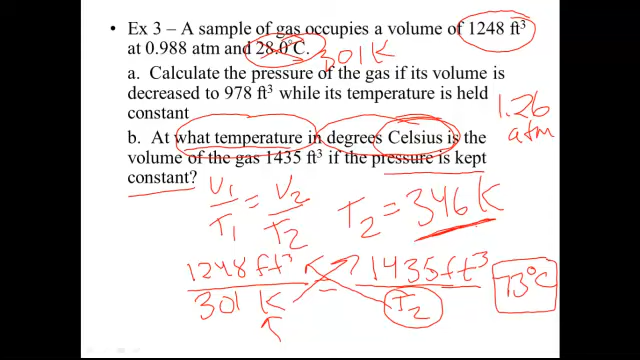 • Ex 3 – A sample of gas occupies a volume of 1248 ft³
at 0.988 atm and 28.0°C. 301 K
a. Calculate the pressure of the gas if its volume is
decreased to 978 ft³ while its temperature is held
constant
1.26
atm
b. At what temperature in degrees Celsius is the
volume of the gas 1435 ft³ if the pressure is kept
constant?
V₁/T₁ = V₂/T₂ T₂ = 346 K
1248 ft³ = 1435 ft³
301 K T₂
73°C